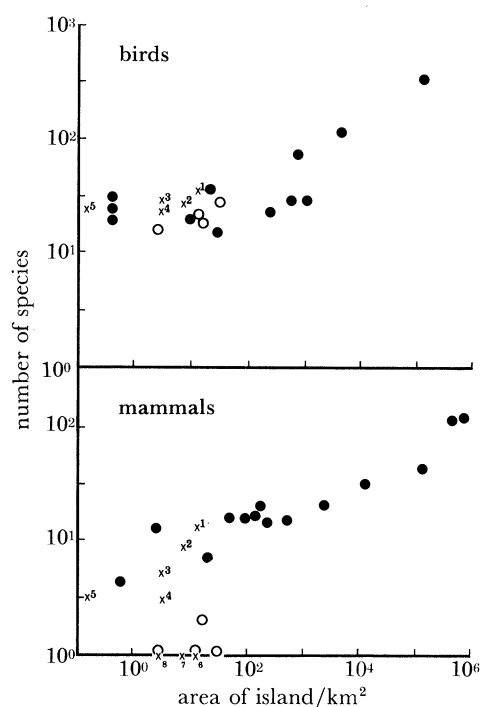 10³
birds
10²
x¹
x³
x²
x⁵
x⁴
10¹
number of species
10⁰
mammals
10²
x¹
10¹
x²
x³
x⁵
x⁴
10⁰
x₈
x₇
x₆
10⁰
10²
10⁴
10⁶
area of island/km²